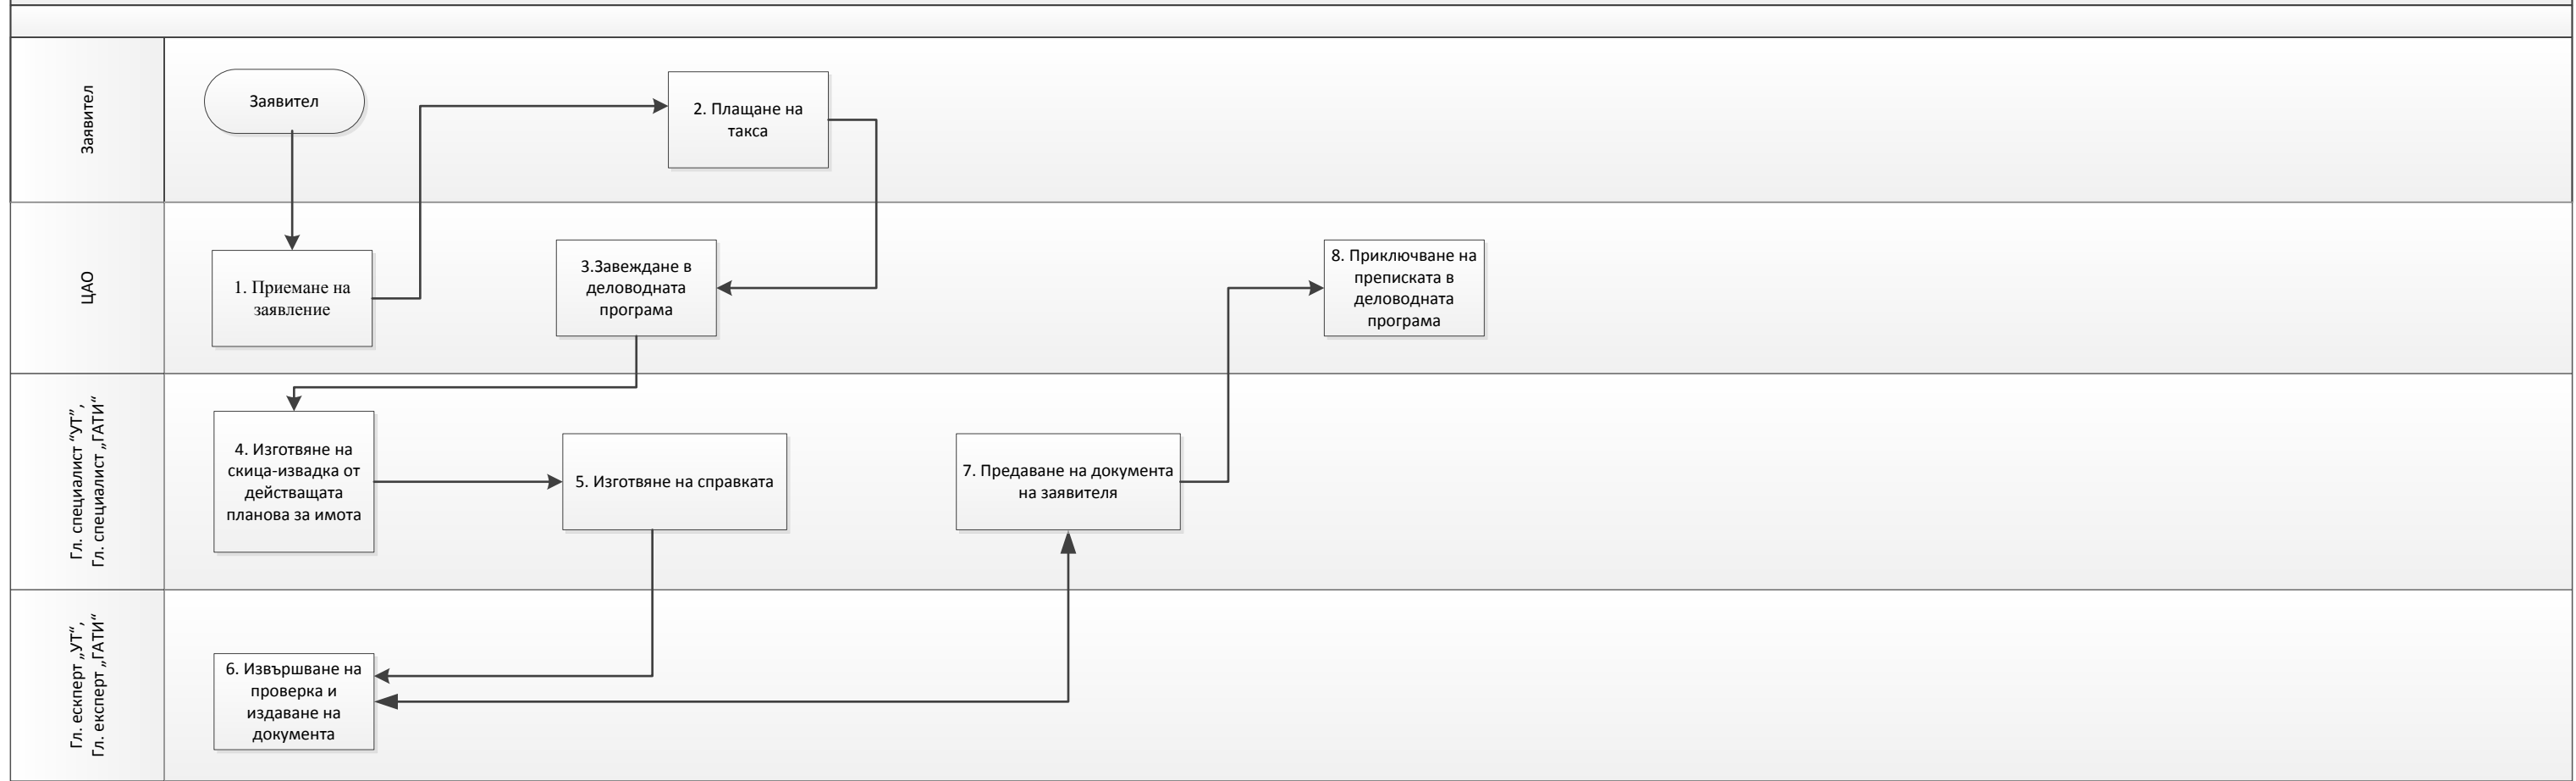 Заявител
Заявител
2. Плащане на
такса
ЦАО
1. Приемане на
заявление
3.Завеждане в
деловодната
програма
8. Приключване на
преписката в
деловодната
програма
Гл. специалист “УТ”,
Гл. специалист „ГАТИ“
4. Изготвяне на
скица-извадка от
действащата
планова за имота
5. Изготвяне на справката
7. Предаване на документа
на заявителя
Гл. ескперт „УТ“,
Гл. експерт „ГАТИ“
6. Извършване на
проверка и
издаване на
документа